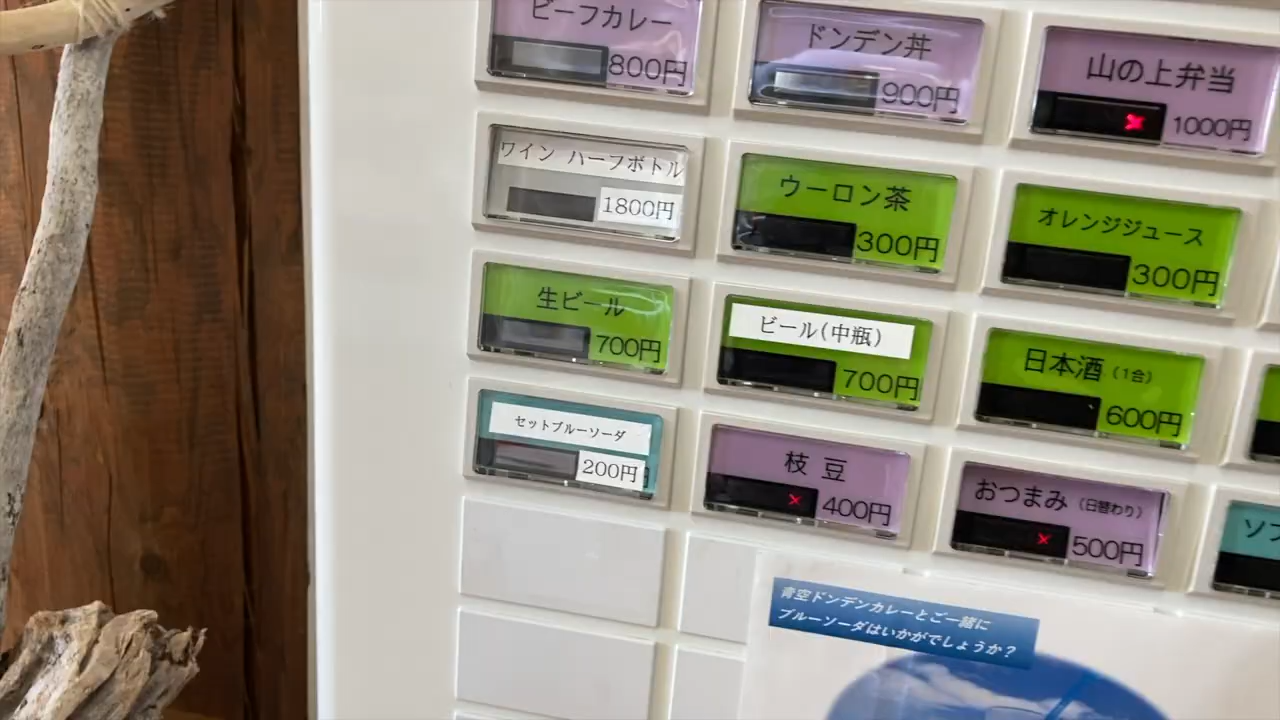 ビーフカレー
800円
ドンデン丼
900円
山の上弁当
1000円
ワイン ハーフボトル
1800円
ウーロン茶
300円
オレンジジュース
300円
生ビール
700円
ビール(中瓶)
700円
日本酒(1合)
600円
セットブルーソーダ
200円
枝豆
400円
おつまみ(日替わり)
500円
ソフ
青空ドンデンカレーとご一緒に
ブルーソーダはいかがでしょうか?